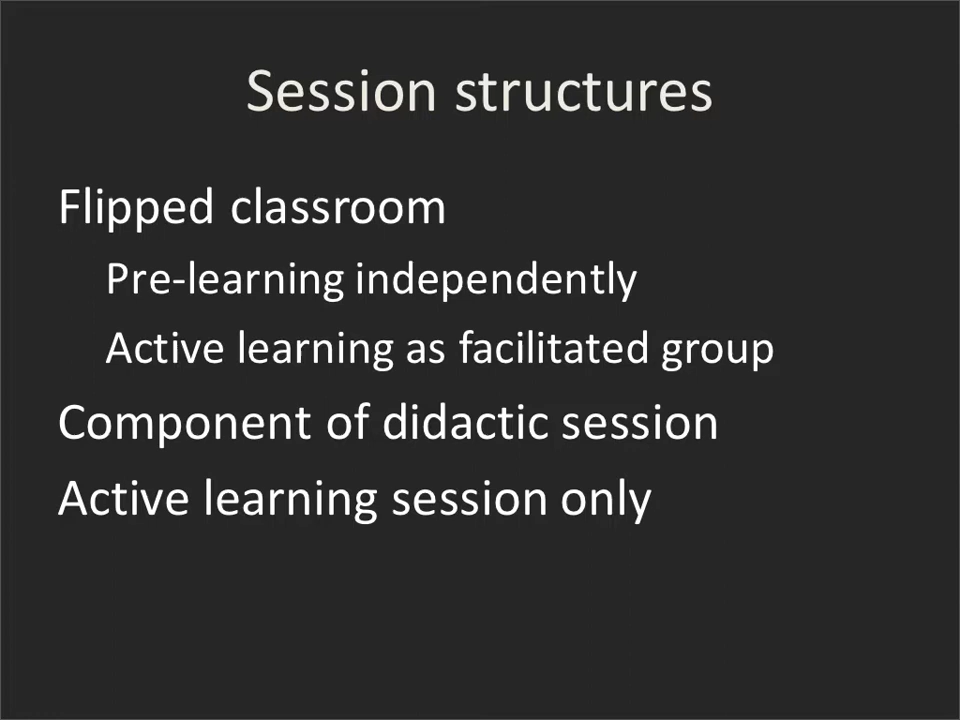 Session structures
Flipped classroom
Pre-learning independently
Active learning as facilitated group
Component of didactic session
Active learning session only